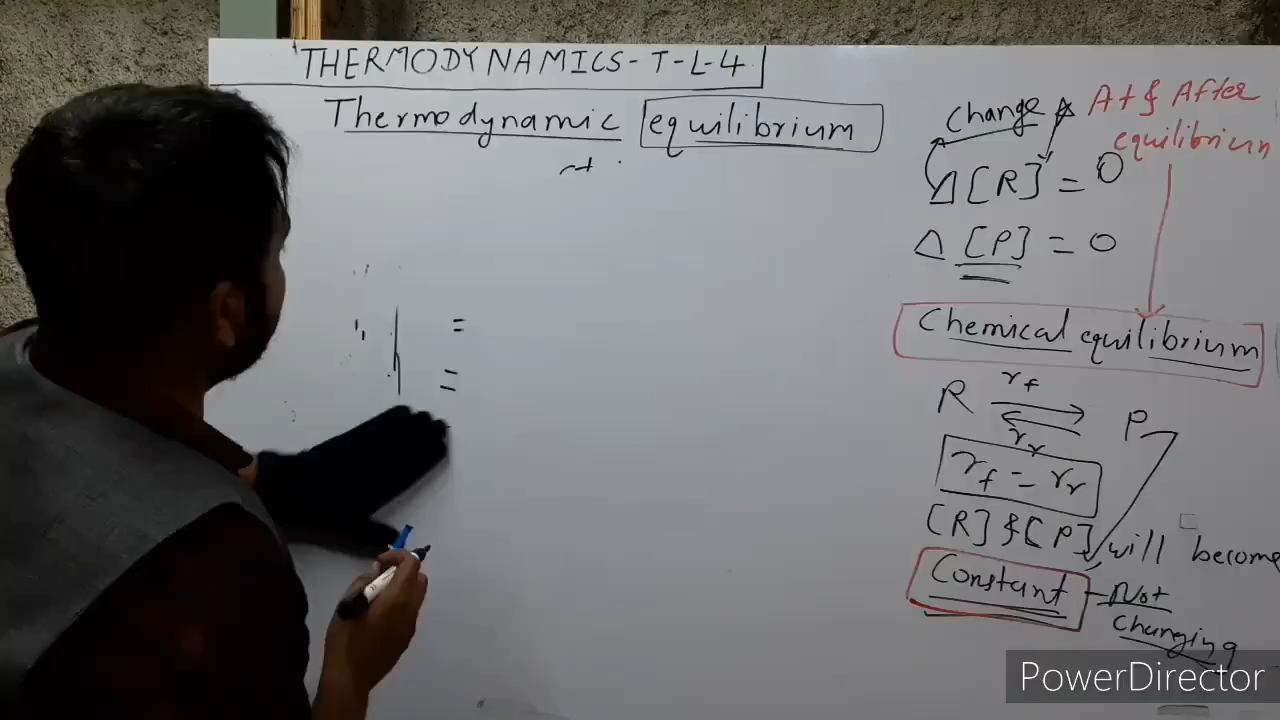 THERMODYNAMICS-T-L-4
Thermodynamic equilibrium
change At & After
equilibrium
Δ[R] = 0
Δ[P] = 0
Chemical equilibrium
R rf ⇌ rr P
rf = rr
[R] & [P] will become
Constant - Not
Changing
PowerDirector